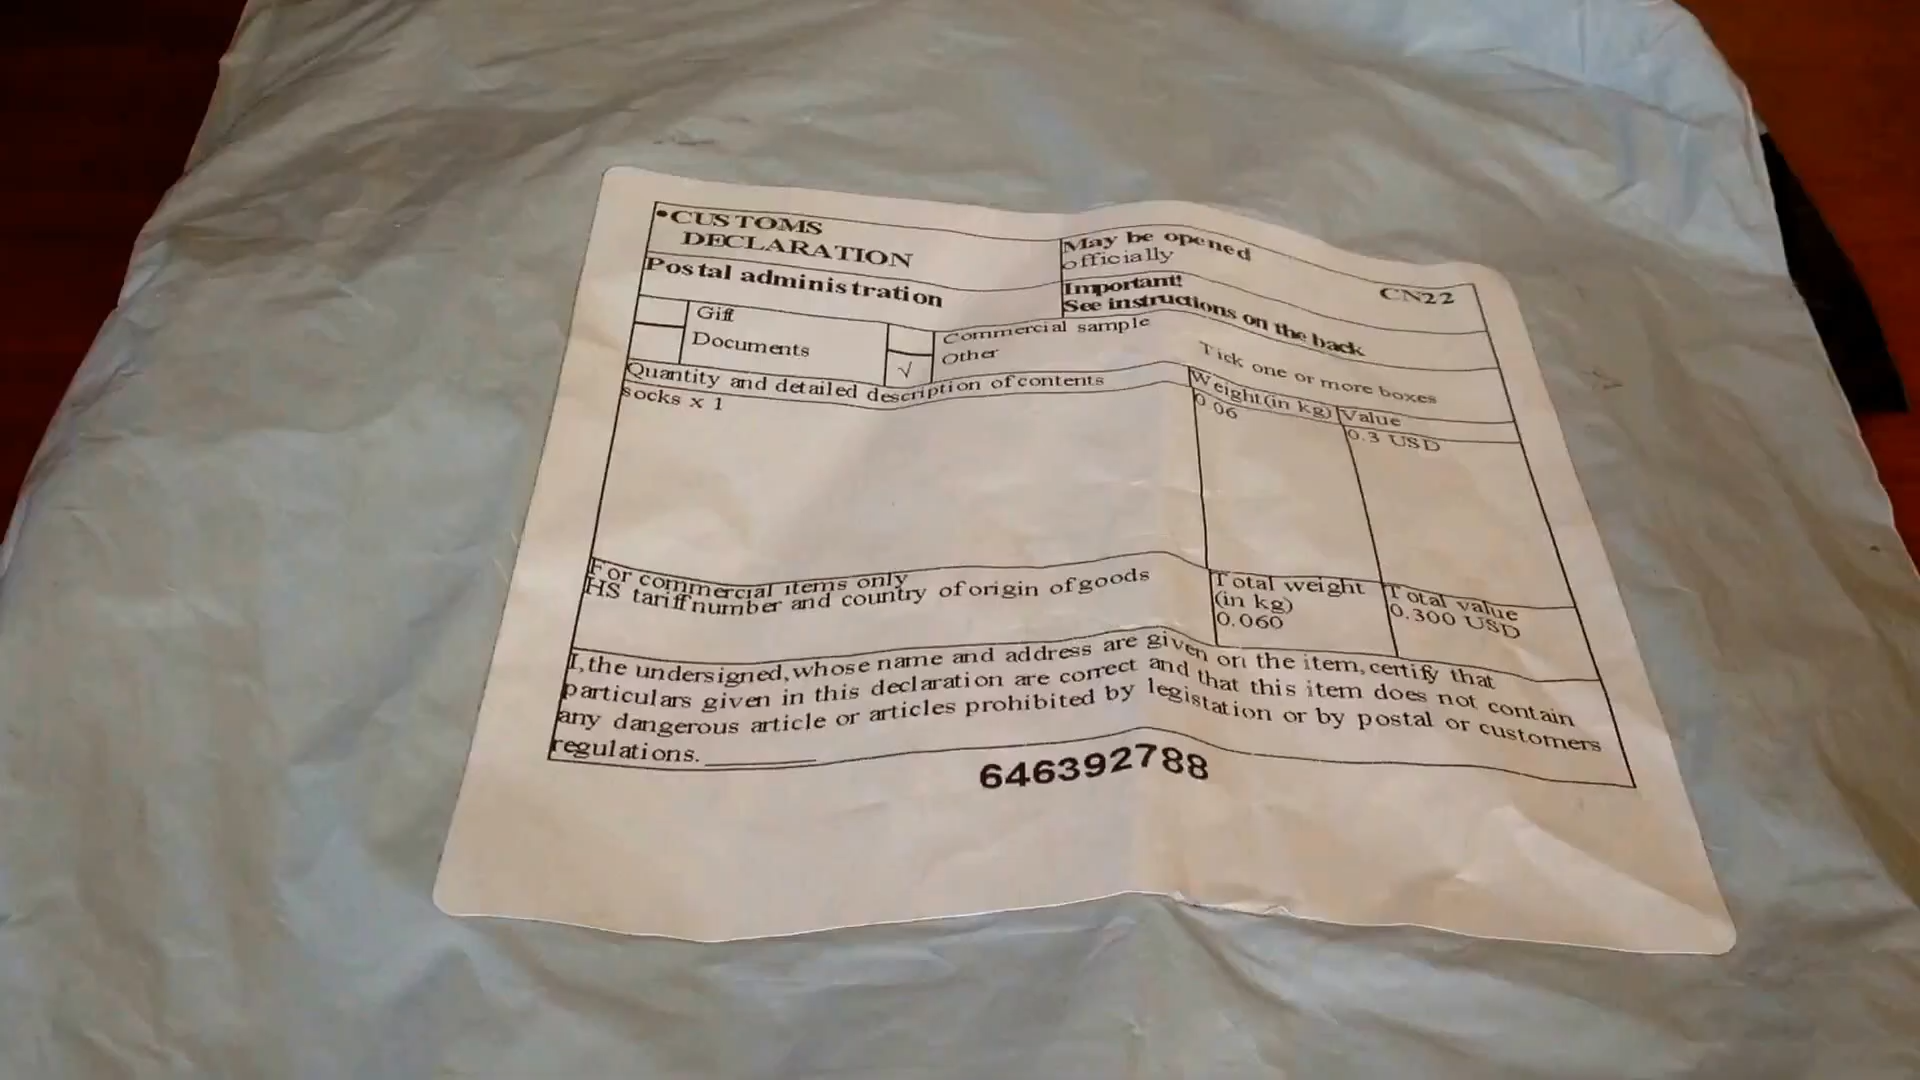 •CUSTOMS
DECLARATION
May be opened
officially
CN22
Postal administration
Important!
See instructions on the back
Gift
Commercial sample
Documents
√ Other
Tick one or more boxes
Quantity and detailed description of contents
Weight(in kg)
Value
socks x 1
0.06
0.3 USD
For commercial items only
HS tariff number and country of origin of goods
Total weight
(in kg)
0.060
Total value
0.300 USD
I, the undersigned, whose name and address are given on the item, certify that
particulars given in this declaration are correct and that this item does not contain
any dangerous article or articles prohibited by legistation or by postal or customers
regulations.
646392788